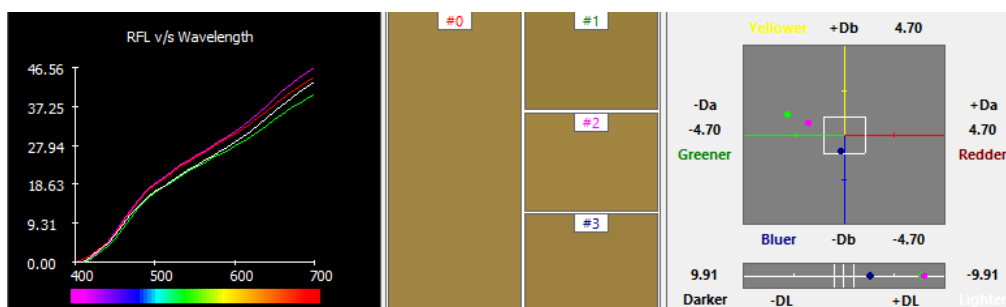 RFL v/s Wavelength
46.56
37.25
27.94
18.63
9.31
0.00
400
500
600
700
#0
#1
#2
#3
Yellower +Db 4.70
-Da
-4.70
Greener
+Da
4.70
Redder
Bluer -Db -4.70
9.91
-9.91
Darker -DL +DL Lighter